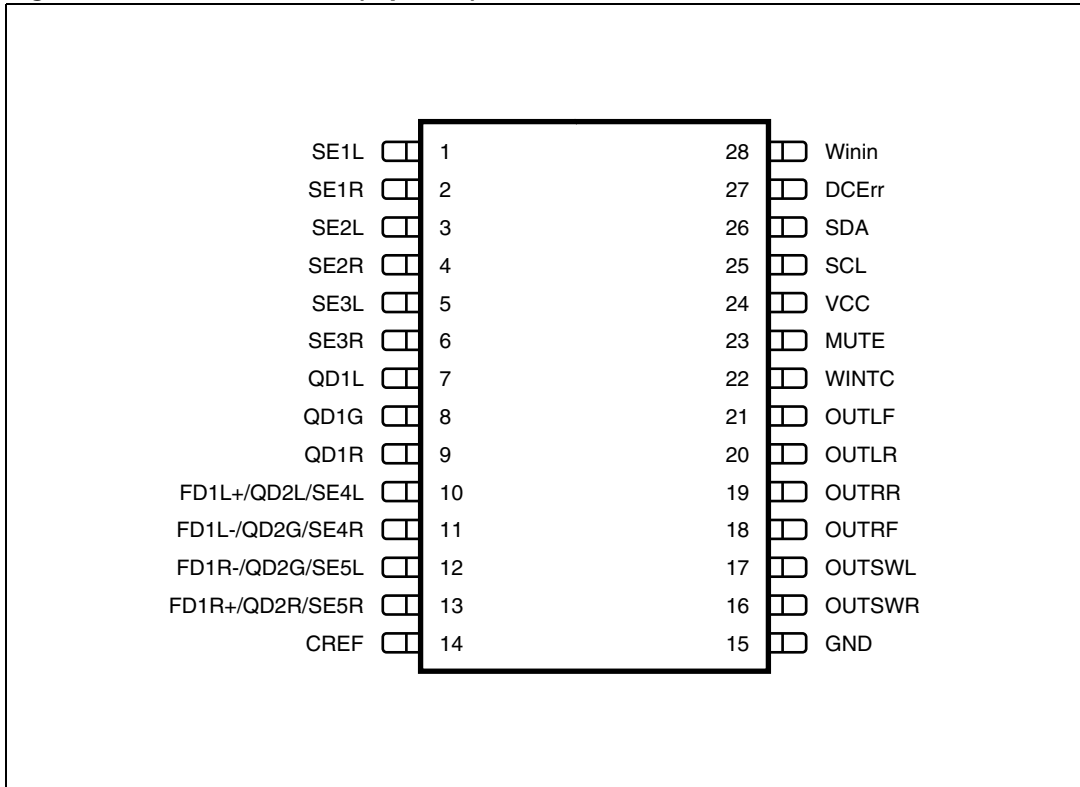 SE1L 1 28 Winin
SE1R 2 27 DCErr
SE2L 3 26 SDA
SE2R 4 25 SCL
SE3L 5 24 VCC
SE3R 6 23 MUTE
QD1L 7 22 WINTC
QD1G 8 21 OUTLF
QD1R 9 20 OUTLR
FD1L+/QD2L/SE4L 10 19 OUTRR
FD1L-/QD2G/SE4R 11 18 OUTRF
FD1R-/QD2G/SE5L 12 17 OUTSWL
FD1R+/QD2R/SE5R 13 16 OUTSWR
CREF 14 15 GND